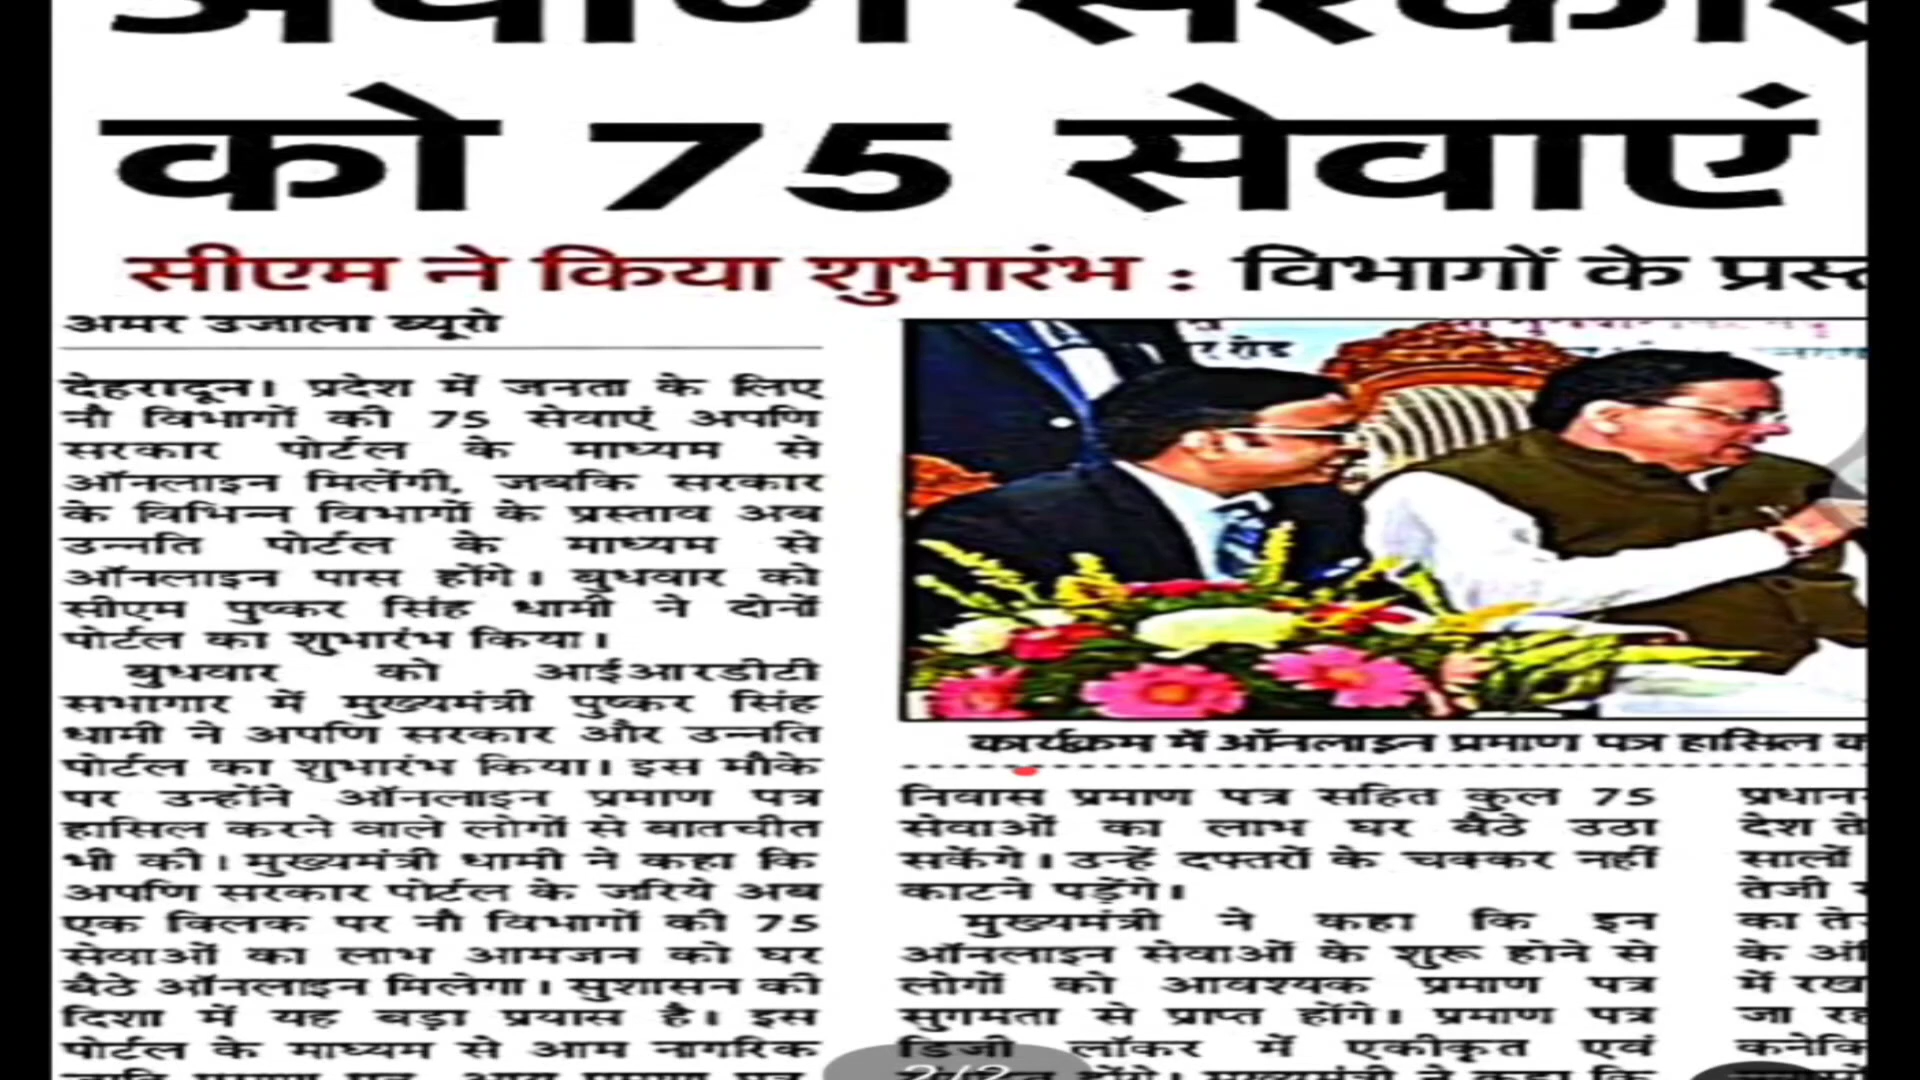 अपणि सरकार
को 75 सेवाएं
सीएम ने किया शुभारंभ : विभागों के
अमर उजाला ब्यूरो
देहरादून। प्रदेश में जनता के लिए
नौ विभागों की 75 सेवाएं अपणि
सरकार पोर्टल के माध्यम से
ऑनलाइन मिलेंगी, जबकि सरकार
के विभिन्न विभागों के प्रस्ताव अब
उन्नति पोर्टल के माध्यम से
ऑनलाइन पास होंगे। बुधवार को
सीएम पुष्कर सिंह धामी ने दोनों
पोर्टल का शुभारंभ किया।
बुधवार को आईआरडीटी
सभागार में मुख्यमंत्री पुष्कर सिंह
धामी ने अपणि सरकार और उन्नति
पोर्टल का शुभारंभ किया। इस मौके
पर उन्होंने ऑनलाइन प्रमाण पत्र
हासिल करने वाले लोगों से बातचीत
भी की। मुख्यमंत्री धामी ने कहा कि
अपणि सरकार पोर्टल के जरिये अब
एक क्लिक पर नौ विभागों की 75
सेवाओं का लाभ आमजन को घर
बैठे ऑनलाइन मिलेगा। सुशासन की
दिशा में यह बड़ा प्रयास है। इस
पोर्टल के माध्यम से आम नागरिक
कार्यक्रम में ऑनलाइन प्रमाण पत्र हासिल
निवास प्रमाण पत्र सहित कुल 75
सेवाओं का लाभ घर बैठे उठा
सकेंगे। उन्हें दफ्तरों के चक्कर नहीं
काटने पड़ेंगे।
मुख्यमंत्री ने कहा कि इन
ऑनलाइन सेवाओं के शुरू होने से
लोगों को आवश्यक प्रमाण पत्र
सुगमता से प्राप्त होंगे। प्रमाण पत्र
डिजी लॉकर में एकीकृत एवं
होंगे। मुख्यमंत्री ने कहा कि
देश
सालों
तेजी
का
के
में
जा